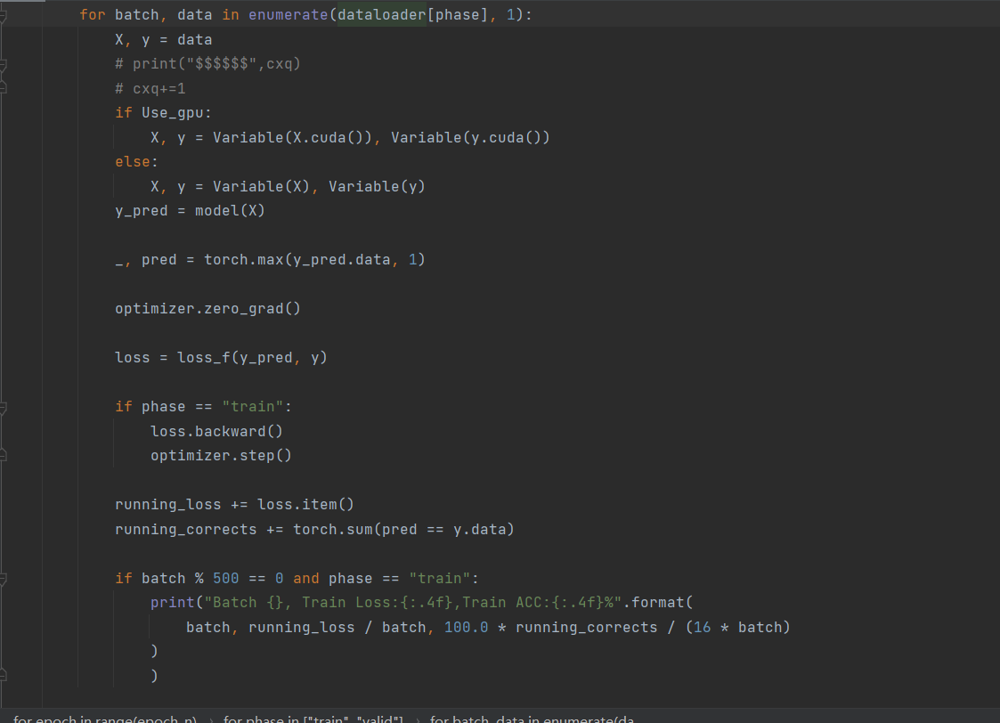 for batch, data in enumerate(dataloader[phase], 1):
X, y = data
# print("$$$$$$",cxq)
# cxq+=1
if Use_gpu:
X, y = Variable(X.cuda()), Variable(y.cuda())
else:
X, y = Variable(X), Variable(y)
y_pred = model(X)
_, pred = torch.max(y_pred.data, 1)
optimizer.zero_grad()
loss = loss_f(y_pred, y)
if phase == "train":
loss.backward()
optimizer.step()
running_loss += loss.item()
running_corrects += torch.sum(pred == y.data)
if batch % 500 == 0 and phase == "train":
print("Batch {}, Train Loss:{:.4f},Train ACC:{:.4f}%".format(
batch, running_loss / batch, 100.0 * running_corrects / (16 * batch)
)
)
for epoch in range(epoch_n) › for phase in ["train", "valid"] › for batch, data in enumerate(da...